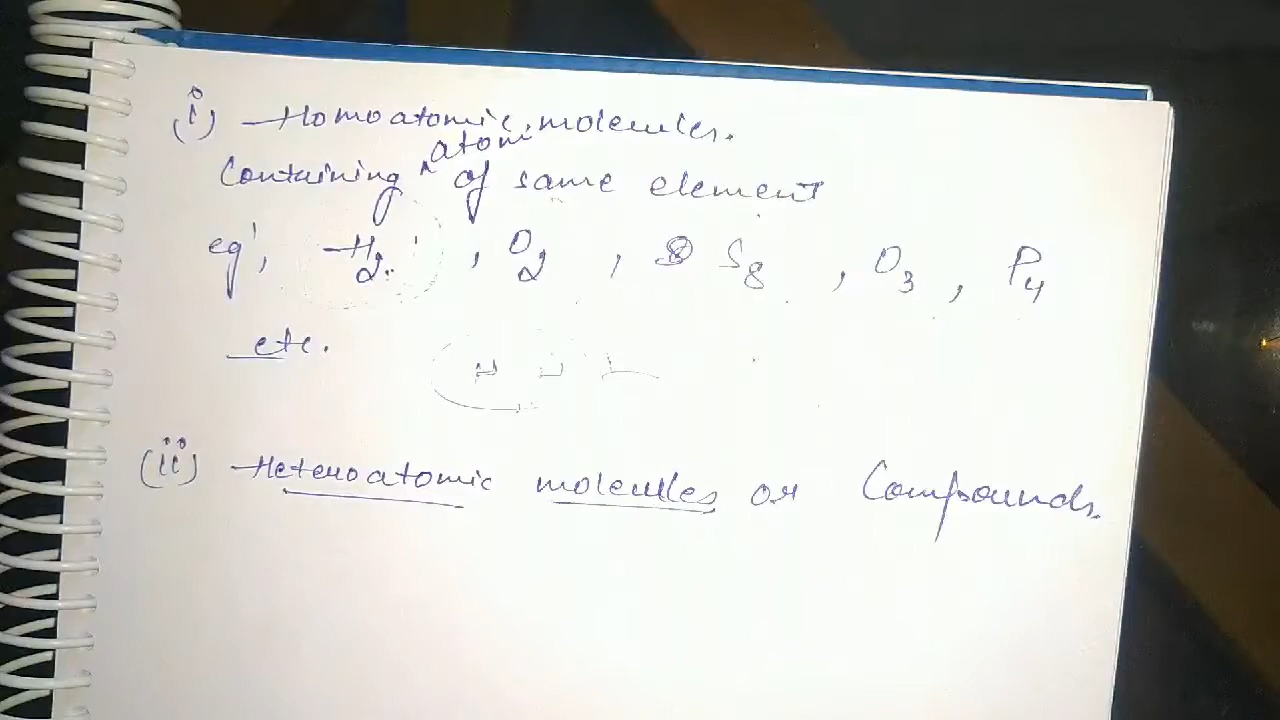 (i) Homoatomic molecules.
Containing ^ atom of same element
eg', H2 , O2 , S8 , O3 , P4
etc.
(ii) Heteroatomic molecules or Compounds.